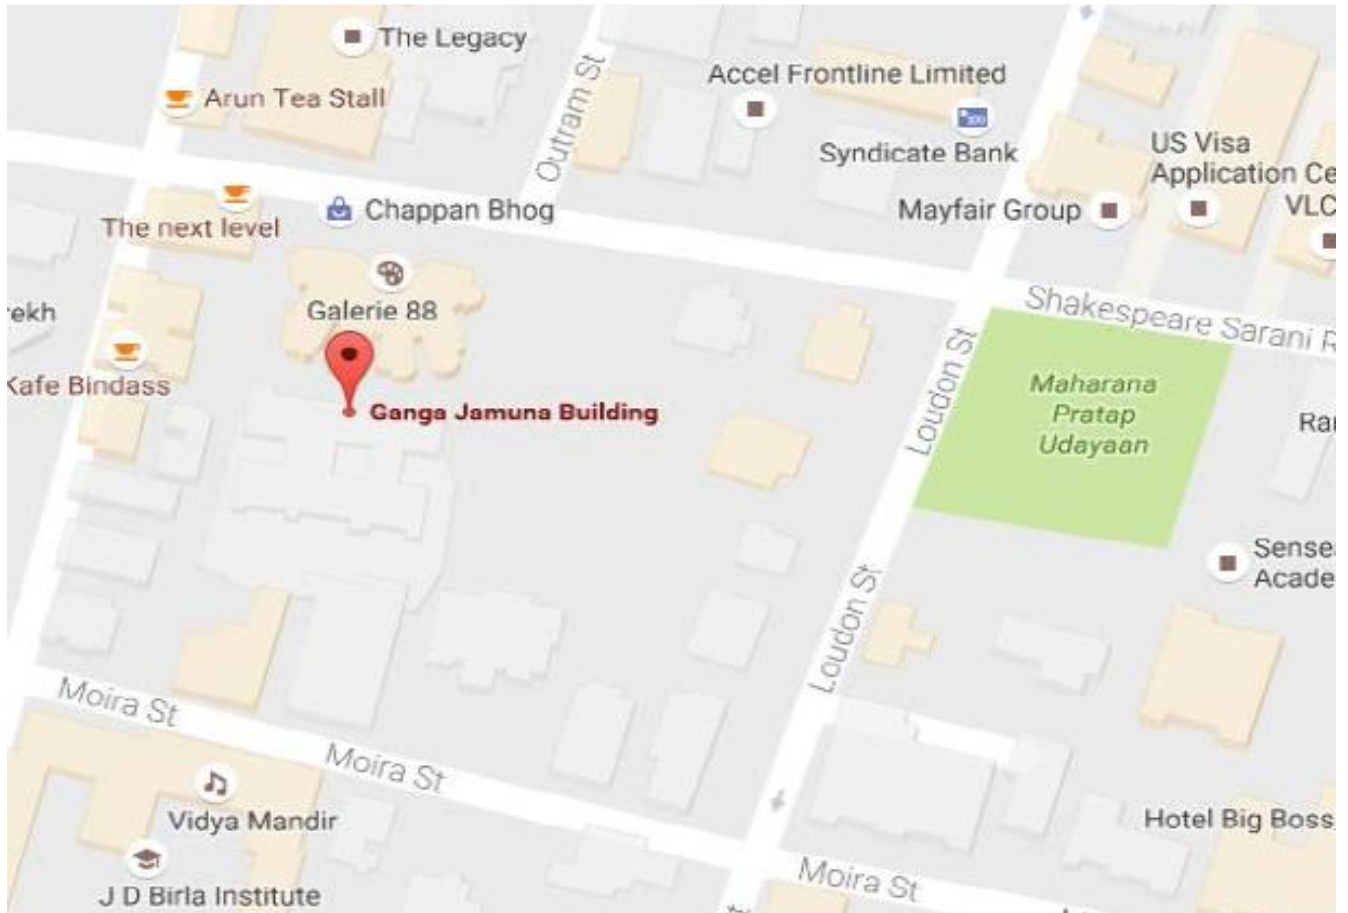 The Legacy
Arun Tea Stall
Outram St
Accel Frontline Limited
Syndicate Bank
US Visa
Application Ce
VLC
Mayfair Group
Chappan Bhog
The next level
Galerie 88
ekh
Shakespeare Sarani R
Kafe Bindass
Ganga Jamuna Building
Loudon St
Maharana
Pratap
Udayaan
Ra
Sense
Acade
Loudon St
Moira St
Moira St
Vidya Mandir
Hotel Big Boss
J D Birla Institute
Moira St